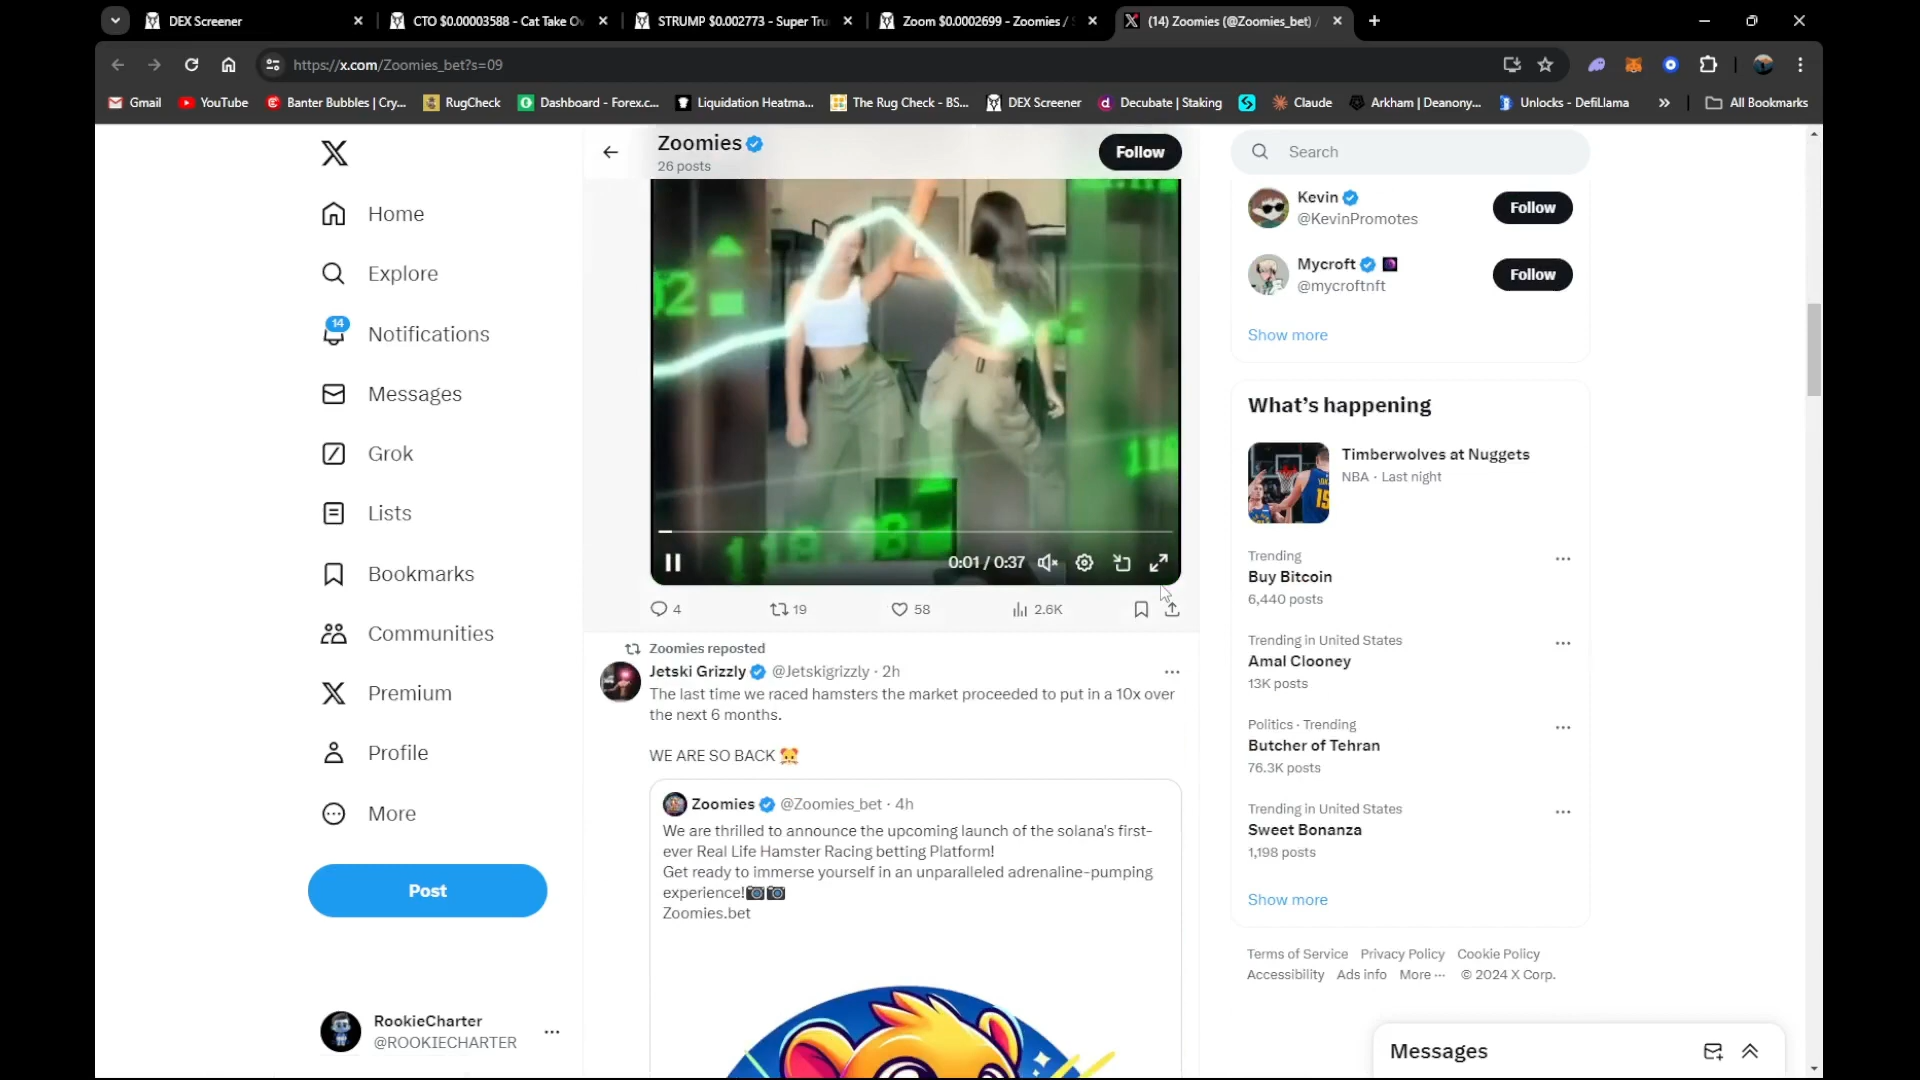 DEX Screener
CTO $0.00003588 - Cat Take Ov
STRUMP $0.002773 - Super Tru
Zoom $0.0002699 - Zoomies /
(14) Zoomies (@Zoomies_bet) /
https://x.com/Zoomies_bet?s=09
Gmail
YouTube
Banter Bubbles | Cry...
RugCheck
Dashboard - Forex.c...
Liquidation Heatma...
The Rug Check - BS...
DEX Screener
Decubate | Staking
Claude
Arkham | Deanony...
Unlocks - DefiLlama
»
All Bookmarks
Home
Explore
14
Notifications
Messages
Grok
Lists
Bookmarks
Communities
Premium
Profile
More
Post
RookieCharter
@ROOKIECHARTER
Zoomies
26 posts
Follow
0:01 / 0:37
4
19
58
2.6K
Zoomies reposted
Jetski Grizzly @Jetskigrizzly · 2h
The last time we raced hamsters the market proceeded to put in a 10x over
the next 6 months.
WE ARE SO BACK 🐹
Zoomies @Zoomies_bet · 4h
We are thrilled to announce the upcoming launch of the solana's first-
ever Real Life Hamster Racing betting Platform!
Get ready to immerse yourself in an unparalleled adrenaline-pumping
experience!📷📷
Zoomies.bet
Search
Kevin
@KevinPromotes
Follow
Mycroft
@mycroftnft
Follow
Show more
What's happening
Timberwolves at Nuggets
NBA · Last night
Trending
Buy Bitcoin
6,440 posts
Trending in United States
Amal Clooney
13K posts
Politics · Trending
Butcher of Tehran
76.3K posts
Trending in United States
Sweet Bonanza
1,198 posts
Show more
Terms of Service Privacy Policy Cookie Policy
Accessibility Ads info More ··· © 2024 X Corp.
Messages